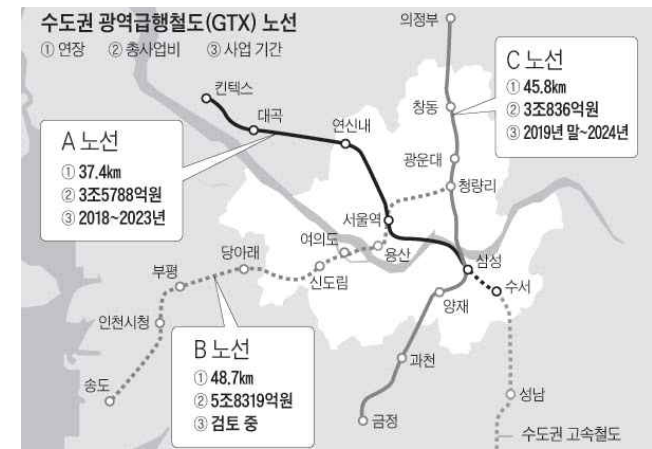 수도권 광역급행철도(GTX) 노선
① 연장 ② 총사업비 ③ 사업 기간
의정부
C 노선
① 45.8㎞
② 3조836억원
③ 2019년 말~2024년
킨텍스
대곡
연신내
창동
광운대
청량리
A 노선
① 37.4㎞
② 3조5788억원
③ 2018~2023년
서울역
여의도
용산
당아래
신도림
부평
인천시청
송도
삼성
수서
양재
과천
금정
성남
B 노선
① 48.7㎞
② 5조8319억원
③ 검토 중
수도권 고속철도